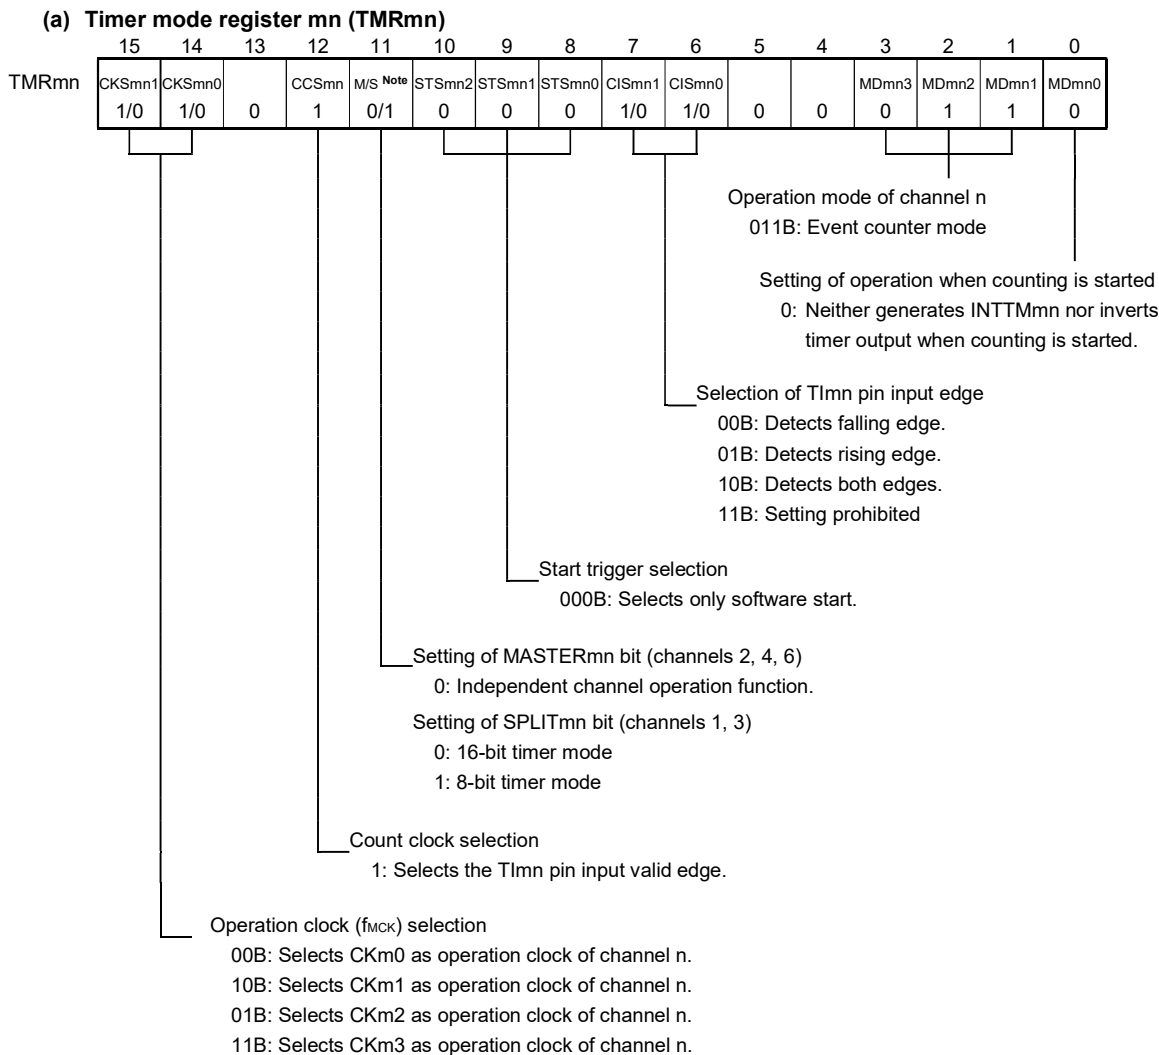 (a) Timer mode register mn (TMRmn)
15 14 13 12 11 10 9 8 7 6 5 4 3 2 1 0
TMRmn CKSmn1 CKSmn0 CCSmn M/S Note STSmn2 STSmn1 STSmn0 CISmn1 CISmn0 MDmn3 MDmn2 MDmn1 MDmn0
1/0 1/0 0 1 0/1 0 0 0 1/0 1/0 0 0 0 1 1 0
Operation mode of channel n
011B: Event counter mode
Setting of operation when counting is started
0: Neither generates INTTMmn nor inverts
timer output when counting is started.
Selection of TImn pin input edge
00B: Detects falling edge.
01B: Detects rising edge.
10B: Detects both edges.
11B: Setting prohibited
Start trigger selection
000B: Selects only software start.
Setting of MASTERmn bit (channels 2, 4, 6)
0: Independent channel operation function.
Setting of SPLITmn bit (channels 1, 3)
0: 16-bit timer mode
1: 8-bit timer mode
Count clock selection
1: Selects the TImn pin input valid edge.
Operation clock (fMCK) selection
00B: Selects CKm0 as operation clock of channel n.
10B: Selects CKm1 as operation clock of channel n.
01B: Selects CKm2 as operation clock of channel n.
11B: Selects CKm3 as operation clock of channel n.